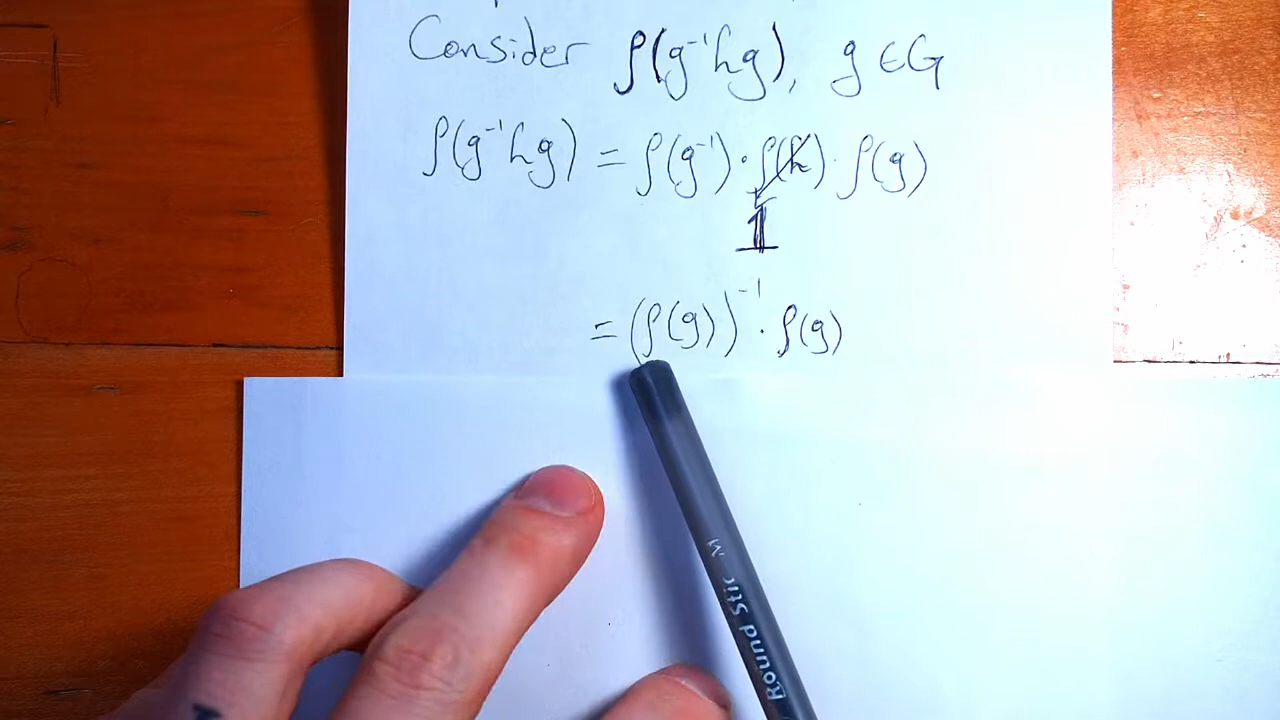 Consider ρ(g⁻¹hg), g ∈ G
ρ(g⁻¹hg) = ρ(g⁻¹)·ρ(h)·ρ(g)
𝟙
= (ρ(g))⁻¹·ρ(g)
Round Stic M